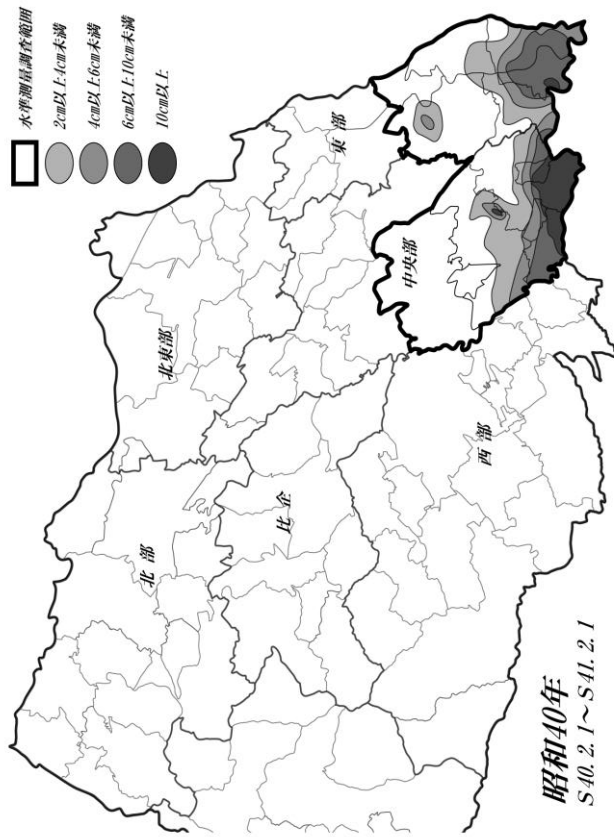 水準測量調査範囲
2cm以上4cm未満
4cm以上6cm未満
6cm以上10cm未満
10cm以上
東部
北東部
中央部
北部
比企
西部
昭和40年
S40.2.1～S41.2.1